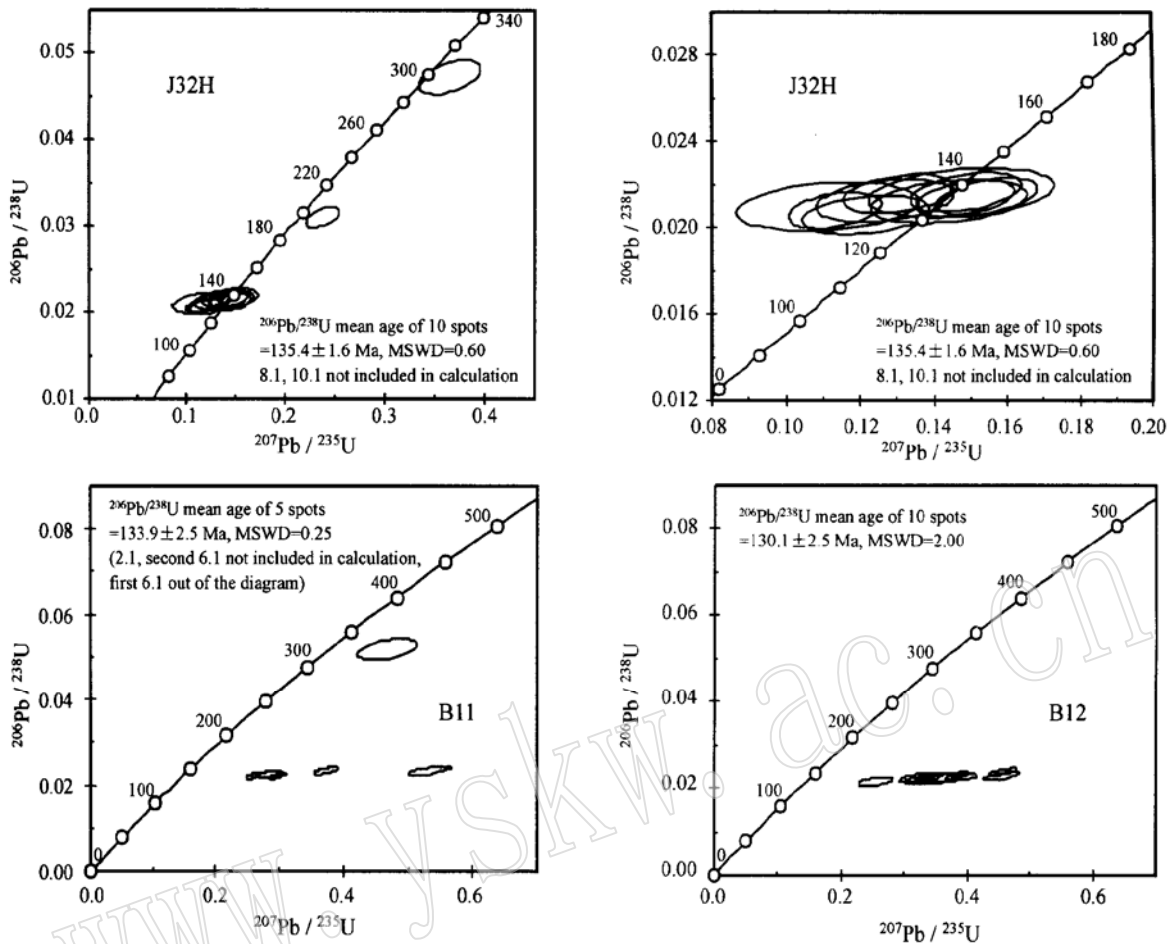 0.05
0.04
0.03
0.02
0.01
²⁰⁶Pb / ²³⁸U
J32H
340
300
260
220
180
140
100
²⁰⁶Pb/²³⁸U mean age of 10 spots
=135.4±1.6 Ma, MSWD=0.60
8.1, 10.1 not included in calculation
0.0 0.1 0.2 0.3 0.4
²⁰⁷Pb / ²³⁵U
0.028
0.024
0.020
0.016
0.012
²⁰⁶Pb / ²³⁸U
J32H
180
160
140
120
100
0
²⁰⁶Pb/²³⁸U mean age of 10 spots
=135.4±1.6 Ma, MSWD=0.60
8.1, 10.1 not included in calculation
0.08 0.10 0.12 0.14 0.16 0.18 0.20
²⁰⁷Pb / ²³⁵U
0.08
0.06
0.04
0.02
0.00
²⁰⁶Pb / ²³⁸U
²⁰⁶Pb/²³⁸U mean age of 5 spots
=133.9±2.5 Ma, MSWD=0.25
(2.1, second 6.1 not included in calculation,
first 6.1 out of the diagram)
500
400
300
200
100
0
B11
0.0 0.2 0.4 0.6
²⁰⁷Pb / ²³⁵U
0.08
0.06
0.04
0.02
0.00
²⁰⁶Pb / ²³⁸U
²⁰⁶Pb/²³⁸U mean age of 10 spots
=130.1±2.5 Ma, MSWD=2.00
500
400
300
200
100
0
B12
0.0 0.2 0.4 0.6
²⁰⁷Pb / ²³⁵U
www.yskw.ac.cn